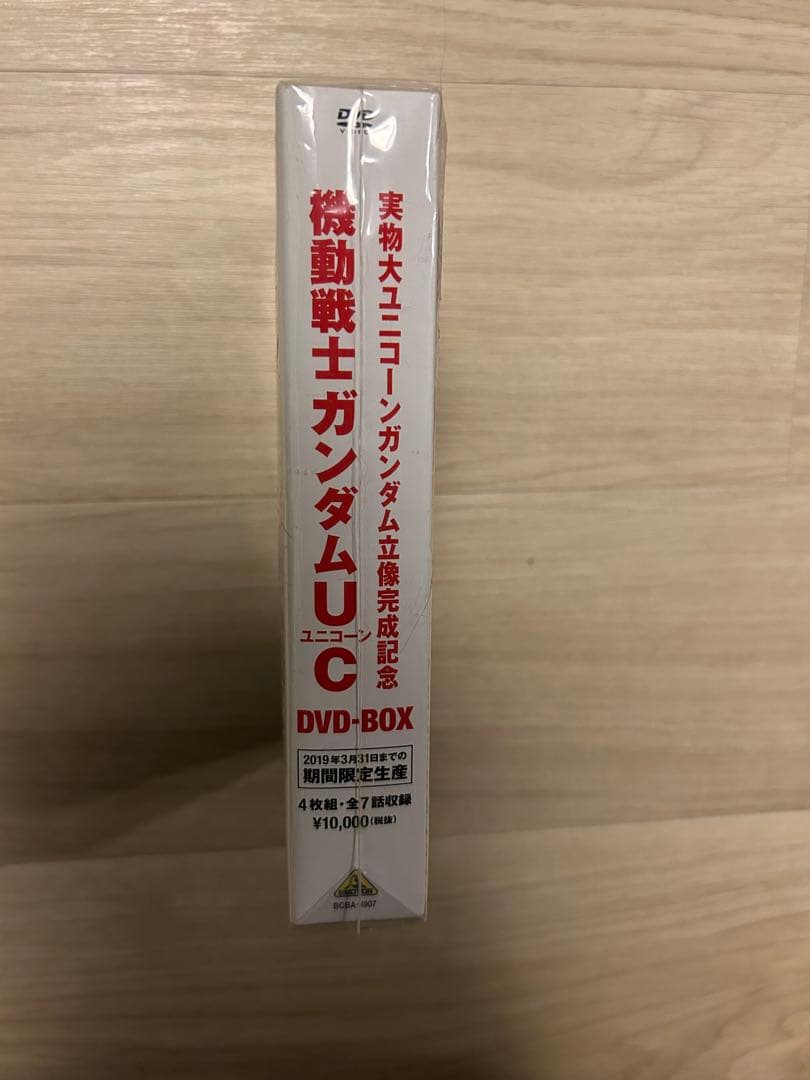 DVD
VIDEO
実物大ユニコーンガンダム立像完成記念
機動戦士ガンダムUC
ユニコーン
DVD-BOX
2019年3月31日までの
期間限定生産
4枚組・全7話収録
¥10,000(税抜)
EMOTION
BCBA-4907